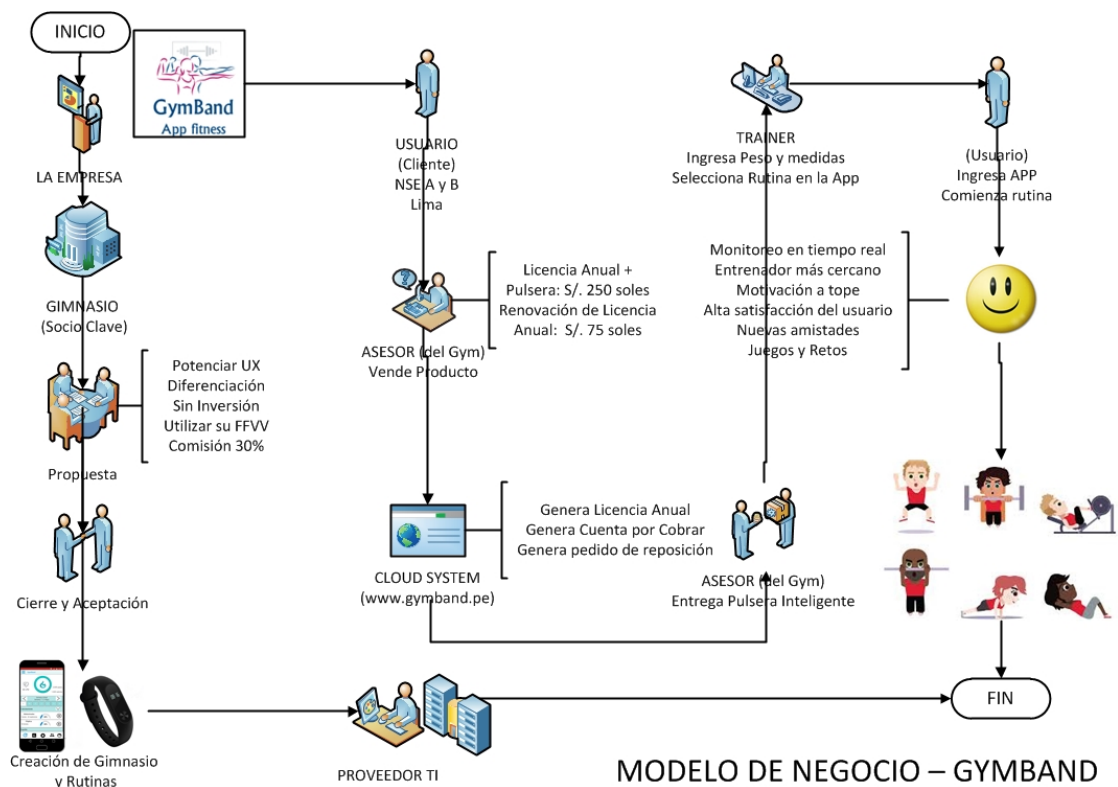 INICIO
GymBand
App fitness
LA EMPRESA
GIMNASIO
(Socio Clave)
Potenciar UX
Diferenciación
Sin Inversión
Utilizar su FFVV
Comisión 30%
Propuesta
Cierre y Aceptación
Creación de Gimnasio
y Rutinas
PROVEEDOR TI
USUARIO
(Cliente)
NSE A y B
Lima
Licencia Anual +
Pulsera: S/. 250 soles
Renovación de Licencia
Anual: S/. 75 soles
ASESOR (del Gym)
Vende Producto
Genera Licencia Anual
Genera Cuenta por Cobrar
Genera pedido de reposición
CLOUD SYSTEM
(www.gymband.pe)
ASESOR (del Gym)
Entrega Pulsera Inteligente
TRAINER
Ingresa Peso y medidas
Selecciona Rutina en la App
(Usuario)
Ingresa APP
Comienza rutina
Monitoreo en tiempo real
Entrenador más cercano
Motivación a tope
Alta satisfacción del usuario
Nuevas amistades
Juegos y Retos
FIN
MODELO DE NEGOCIO – GYMBAND